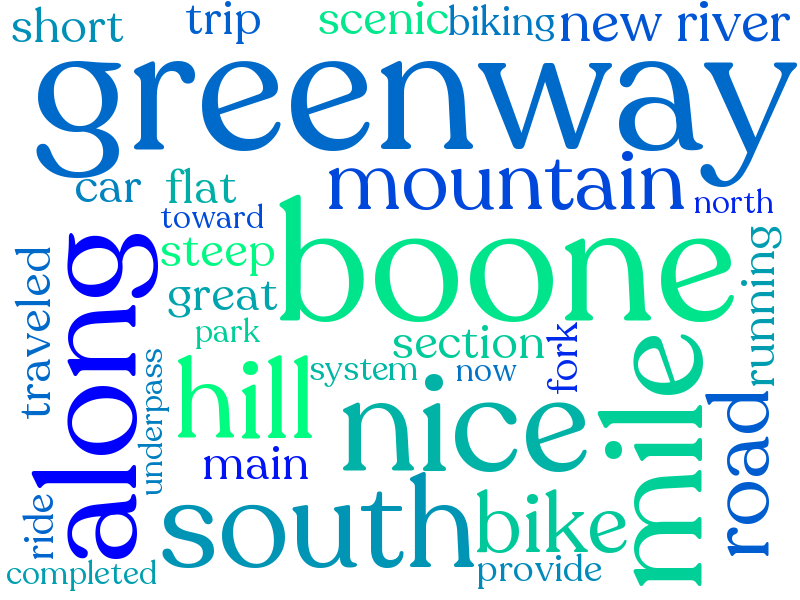 short trip scenic biking new river
greenway
car flat mountain north
toward
along steep boone running
traveled great
park section fork
underpass hill system now mile
nice road
main
ride south bike
completed provide